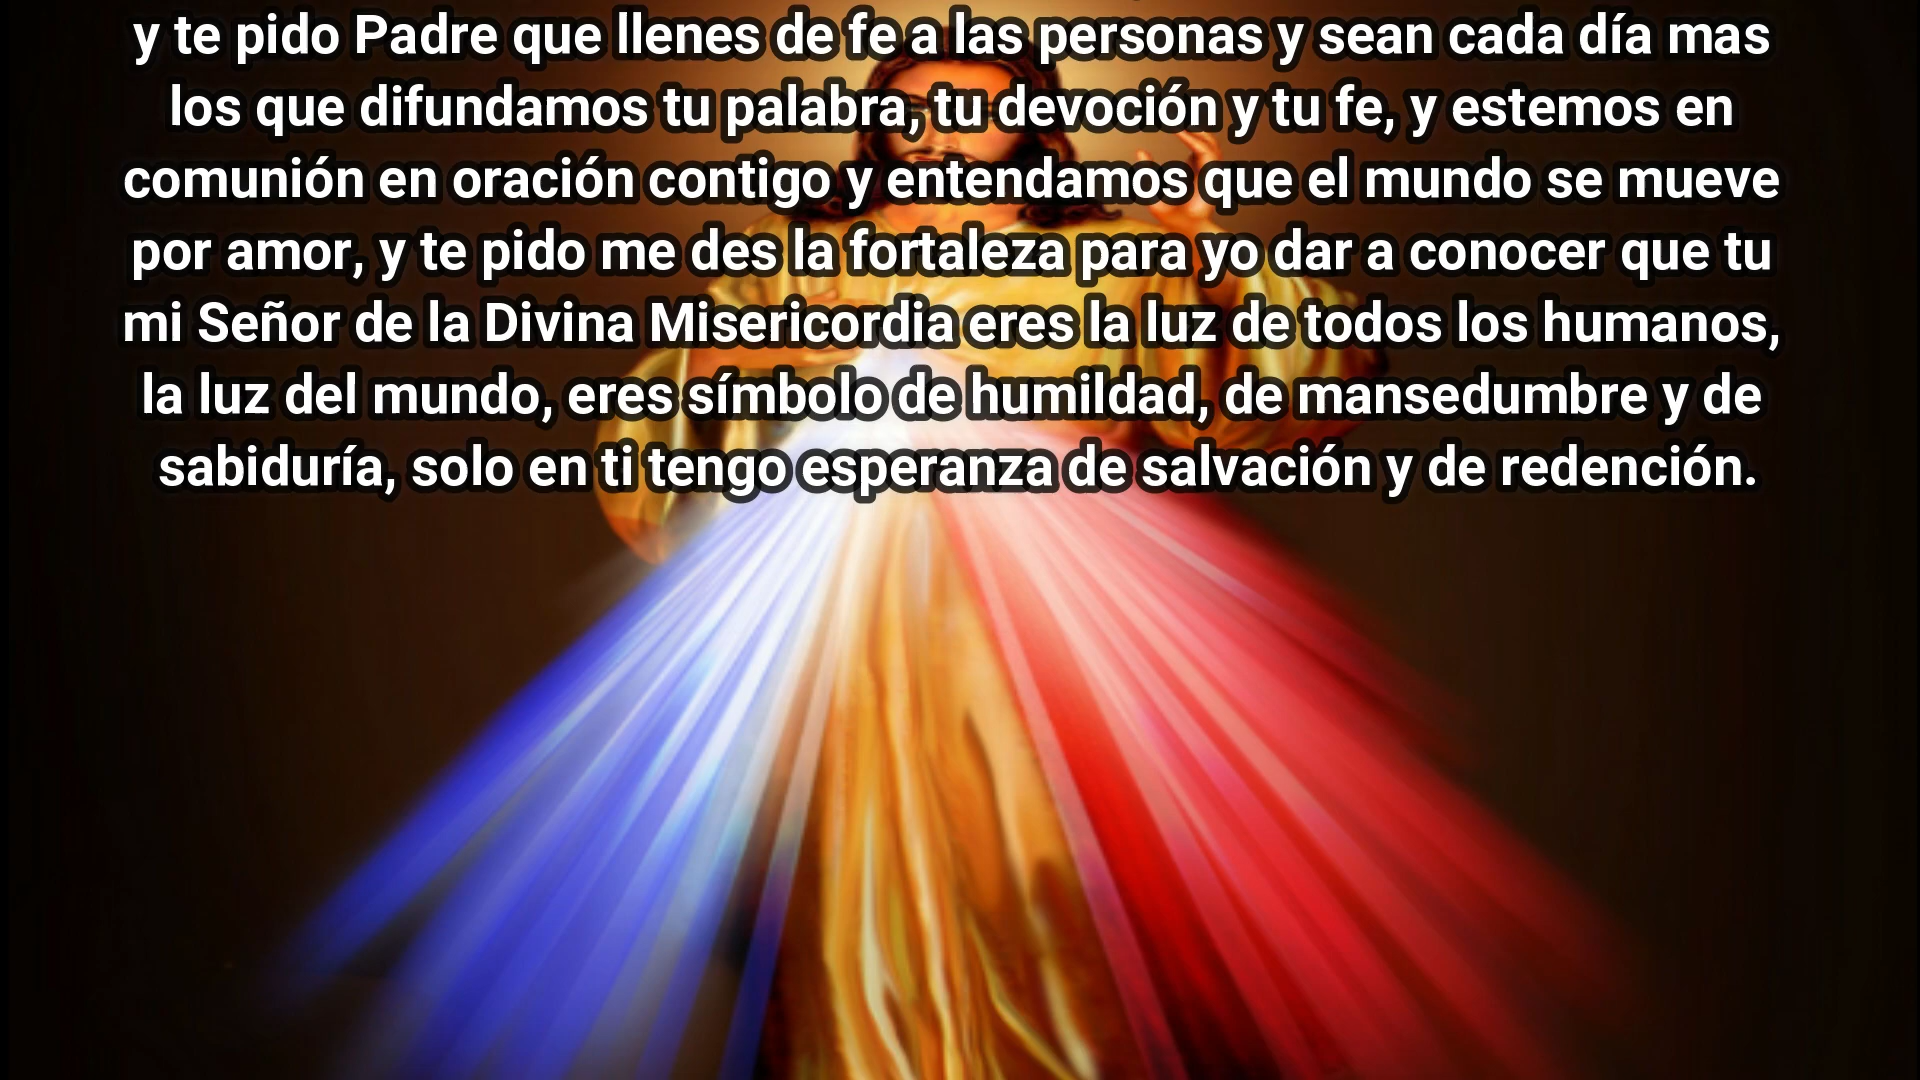 y te pido Padre que llenes de fe a las personas y sean cada día mas
los que difundamos tu palabra, tu devoción y tu fe, y estemos en
comunión en oración contigo y entendamos que el mundo se mueve
por amor, y te pido me des la fortaleza para yo dar a conocer que tu
mi Señor de la Divina Misericordia eres la luz de todos los humanos,
la luz del mundo, eres símbolo de humildad, de mansedumbre y de
sabiduría, solo en ti tengo esperanza de salvación y de redención.